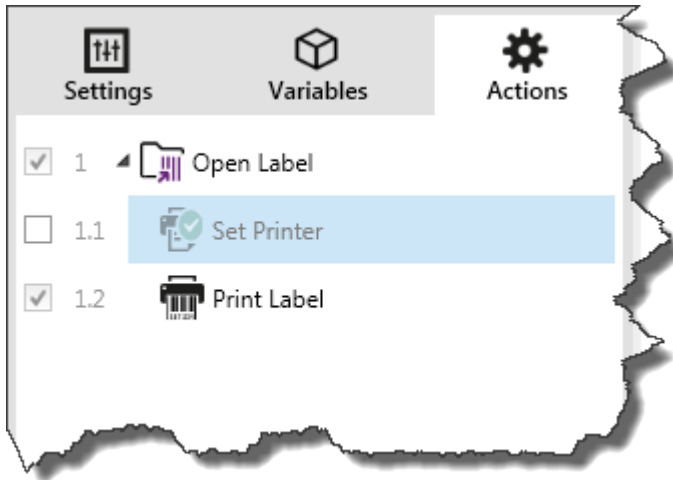 Settings Variables Actions
1 Open Label
1.1 Set Printer
1.2 Print Label